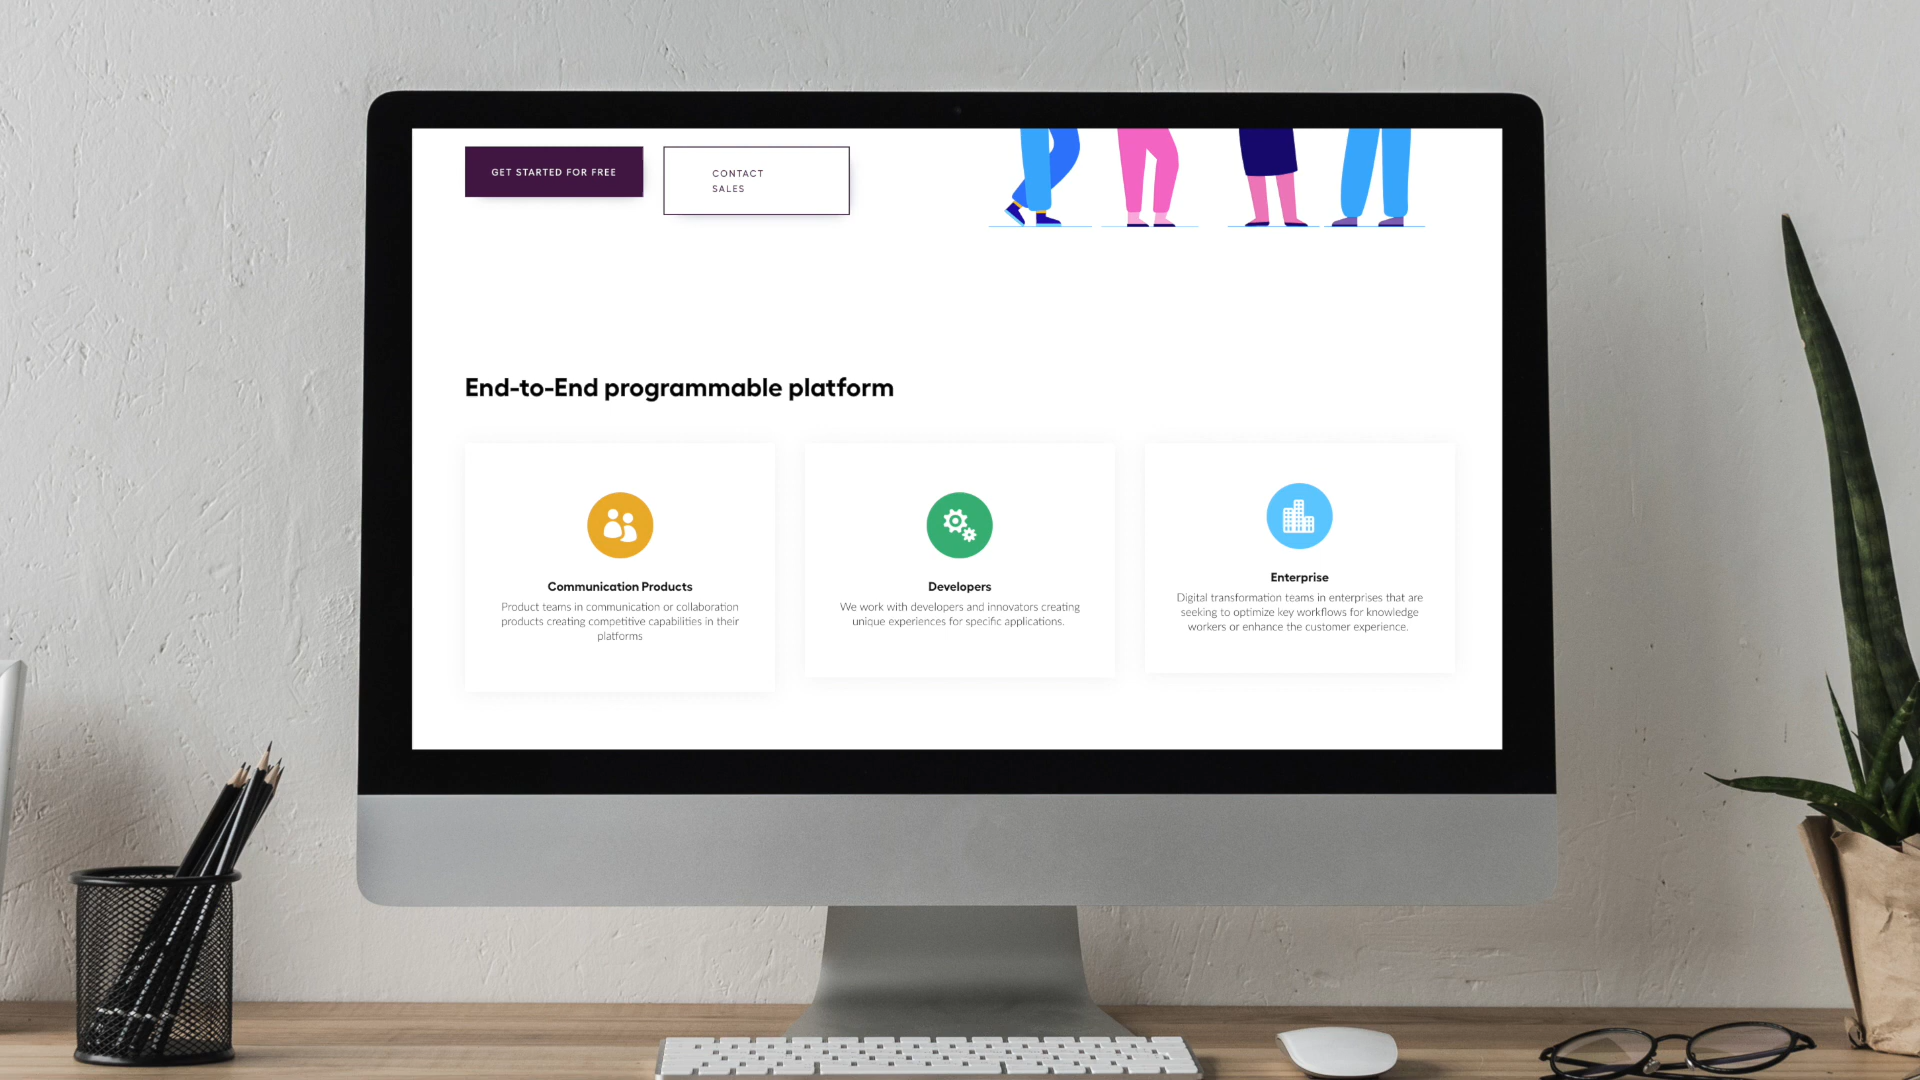 GET STARTED FOR FREE
CONTACT
SALES
End-to-End programmable platform
Communication Products
Product teams in communication or collaboration
products creating competitive capabilities in their
platforms
Developers
We work with developers and innovators creating
unique experiences for specific applications.
Enterprise
Digital transformation teams in enterprises that are
seeking to optimize key workflows for knowledge
workers or enhance the customer experience.